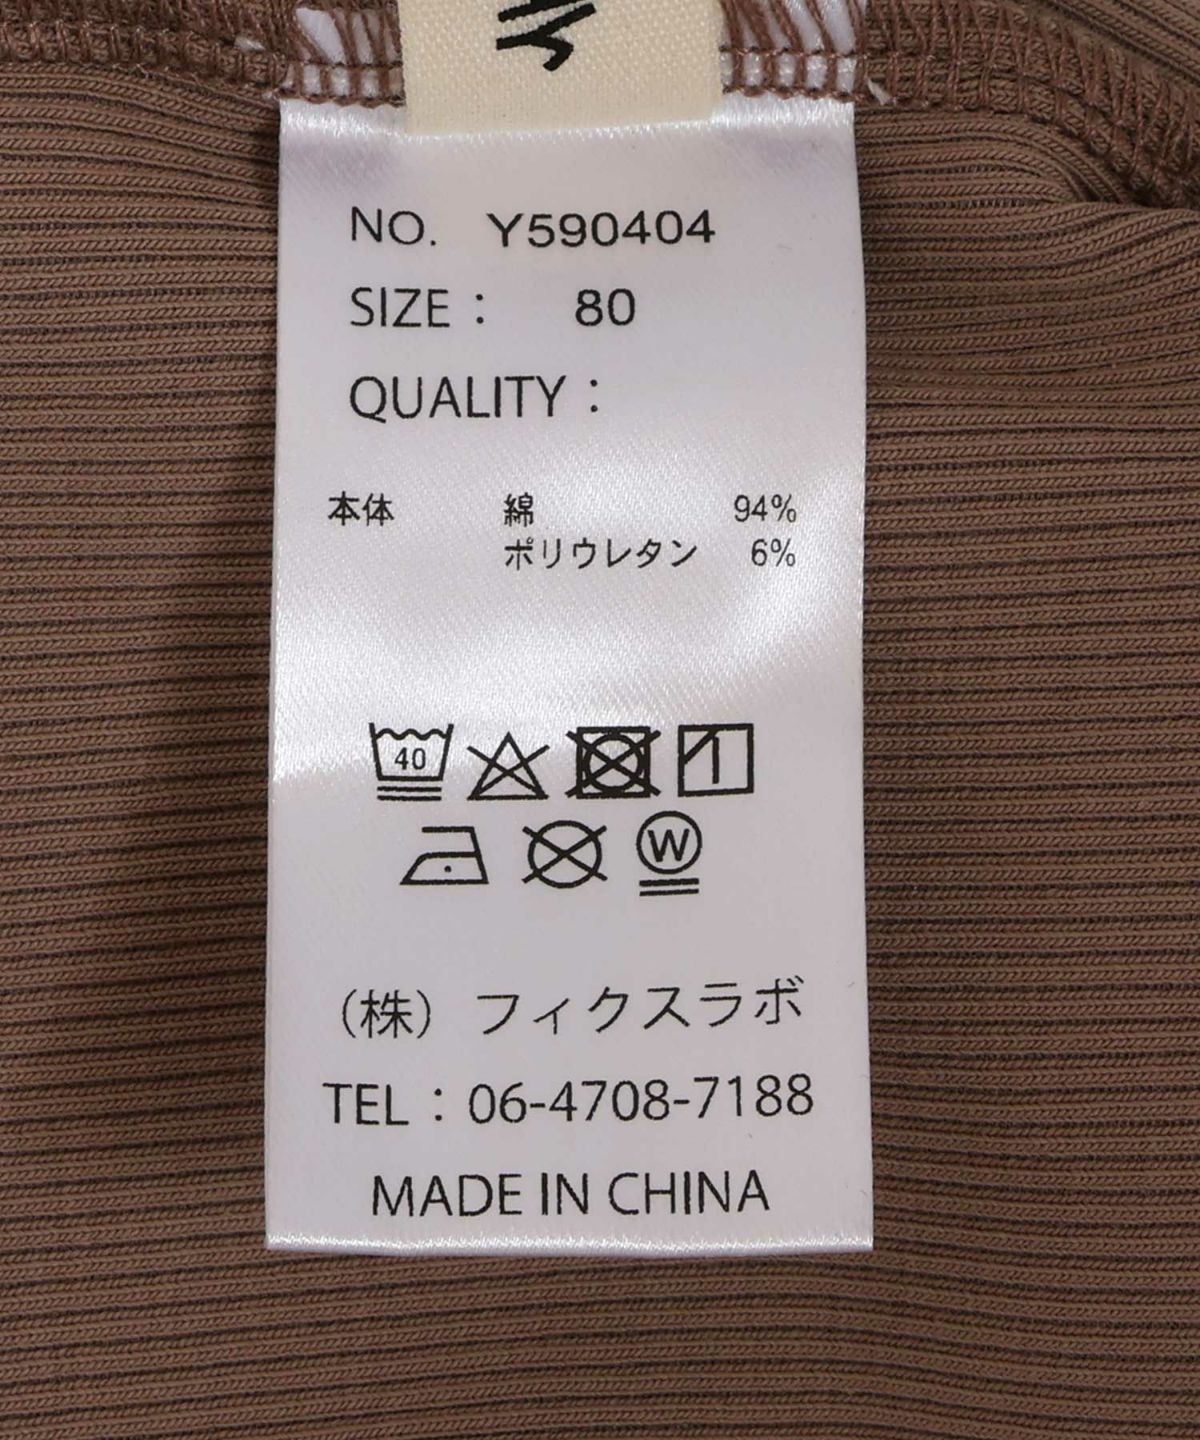 NO. Y590404
SIZE : 80
QUALITY :
本体 綿 94%
ポリウレタン 6%
40
W
（株）フィクスラボ
TEL : 06-4708-7188
MADE IN CHINA